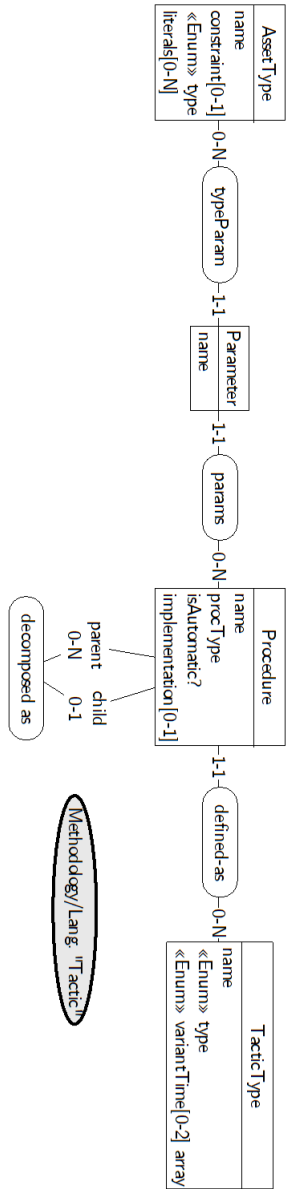 AssetType
name
constraint[0-1]
«Enum» type
literals[0-N]
0-N
typeParam
1-1
Parameter
name
1-1
params
0-N
Procedure
name
procType
isAutomatic?
implementation[0-1]
parent
0-N
child
0-1
decomposed as
1-1
defined-as
0-N
TacticType
name
«Enum» type
«Enum» variantTime[0-2] array
Methodology/Lang. "Tactic"